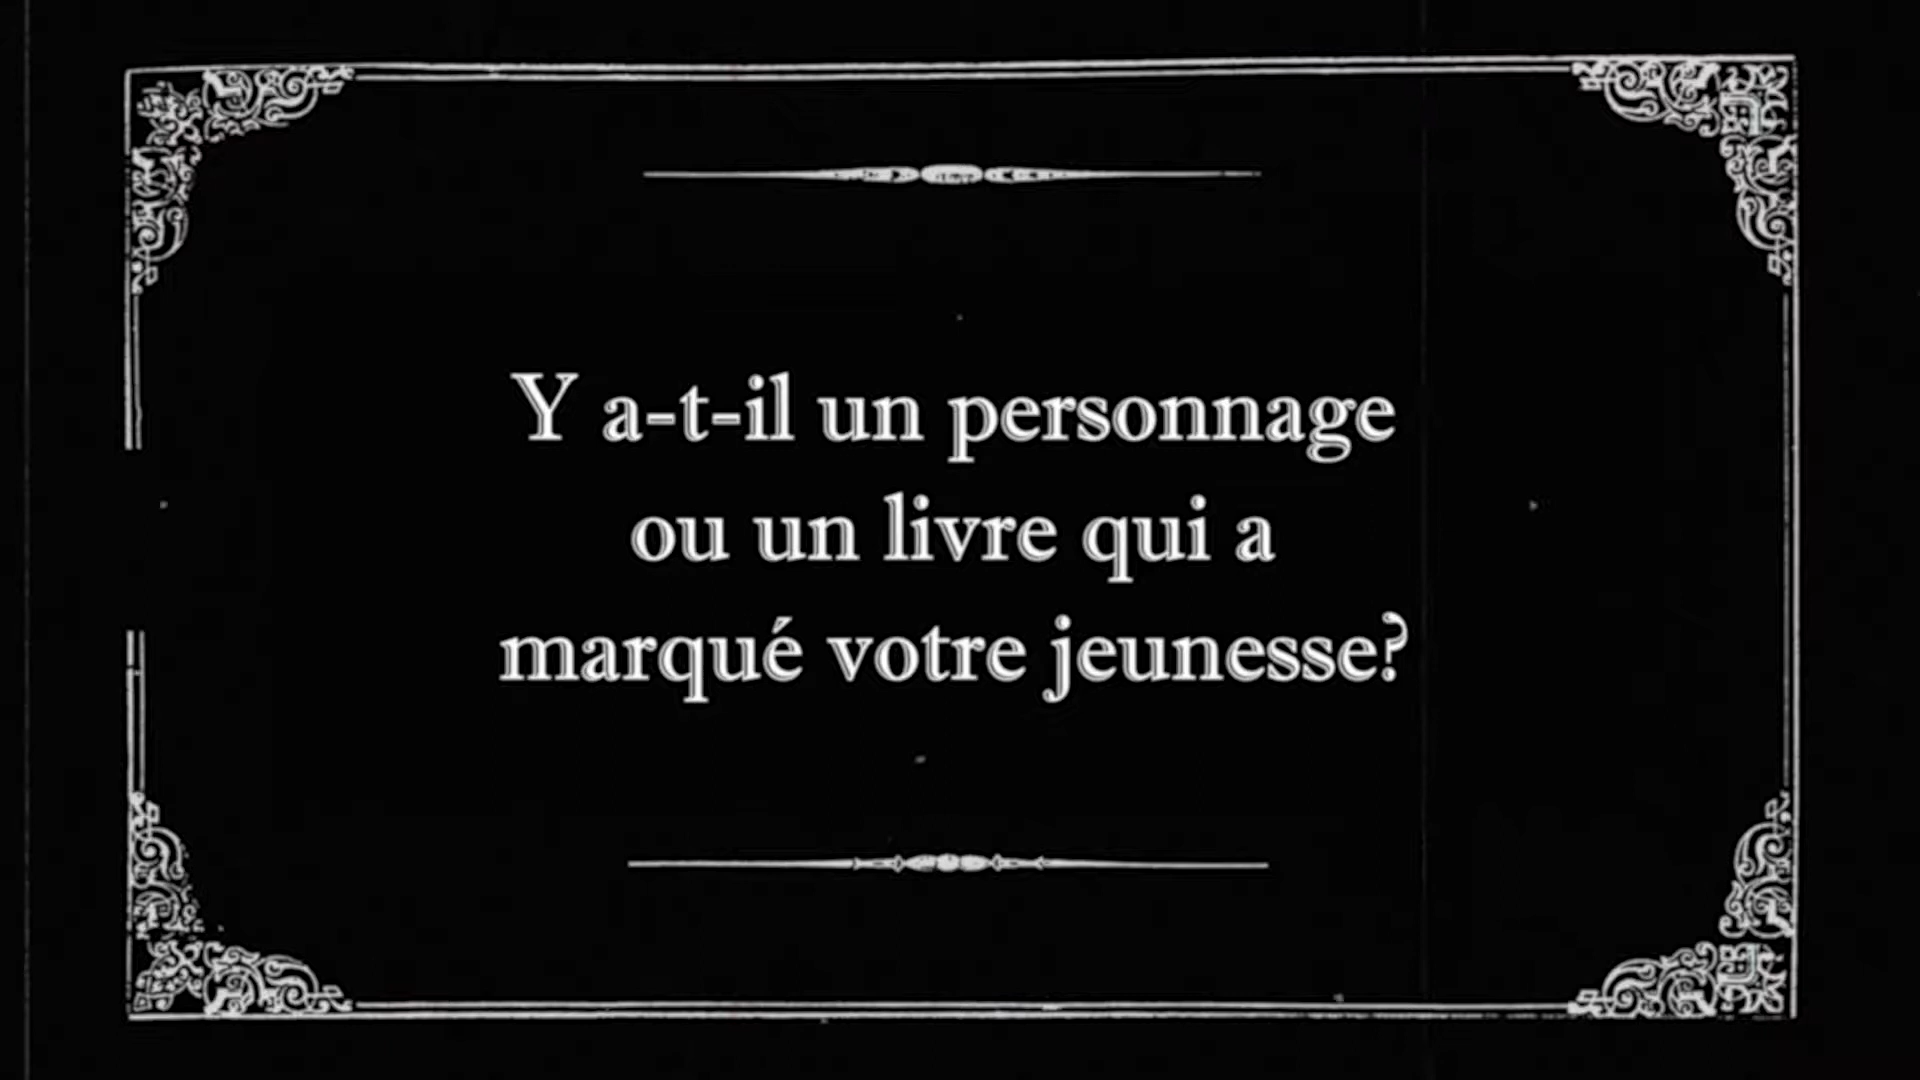 Y a-t-il un personnage
ou un livre qui a
marqué votre jeunesse?